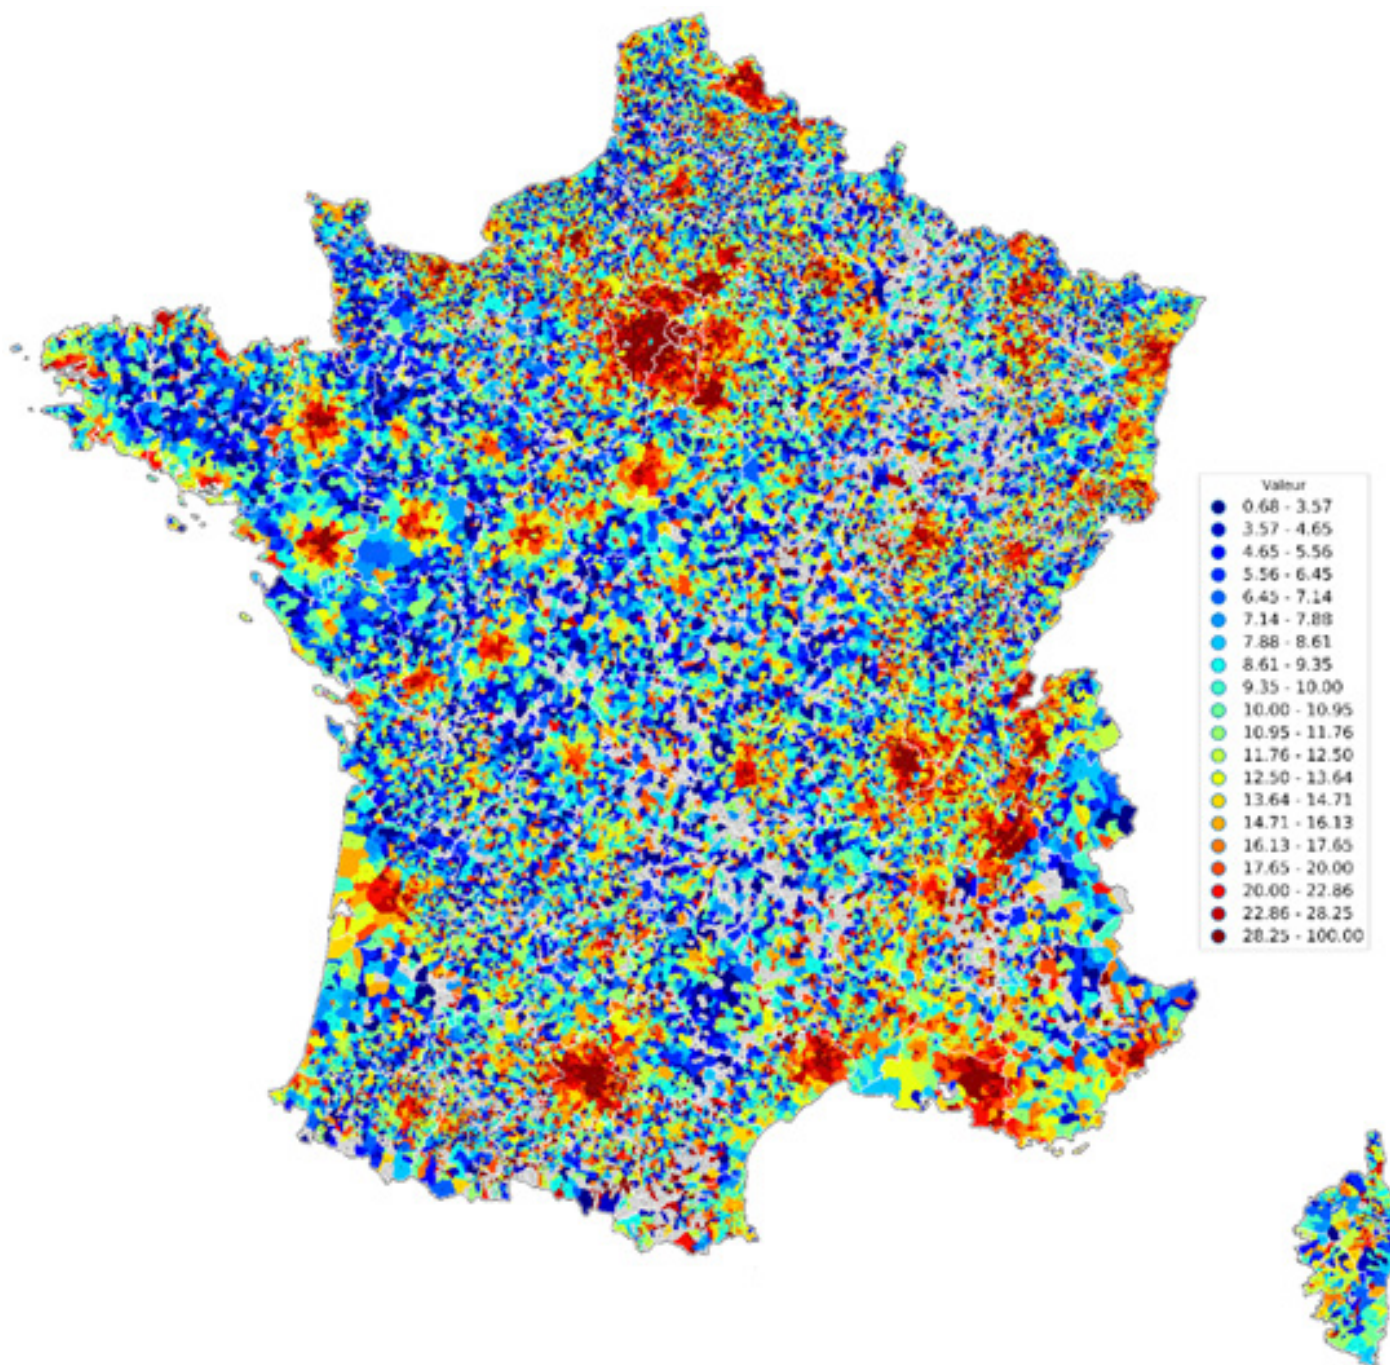 Valeur
0.68 - 3.57
3.57 - 4.65
4.65 - 5.56
5.56 - 6.45
6.45 - 7.14
7.14 - 7.88
7.88 - 8.61
8.61 - 9.35
9.35 - 10.00
10.00 - 10.95
10.95 - 11.76
11.76 - 12.50
12.50 - 13.64
13.64 - 14.71
14.71 - 16.13
16.13 - 17.65
17.65 - 20.00
20.00 - 22.86
22.86 - 28.25
28.25 - 100.00